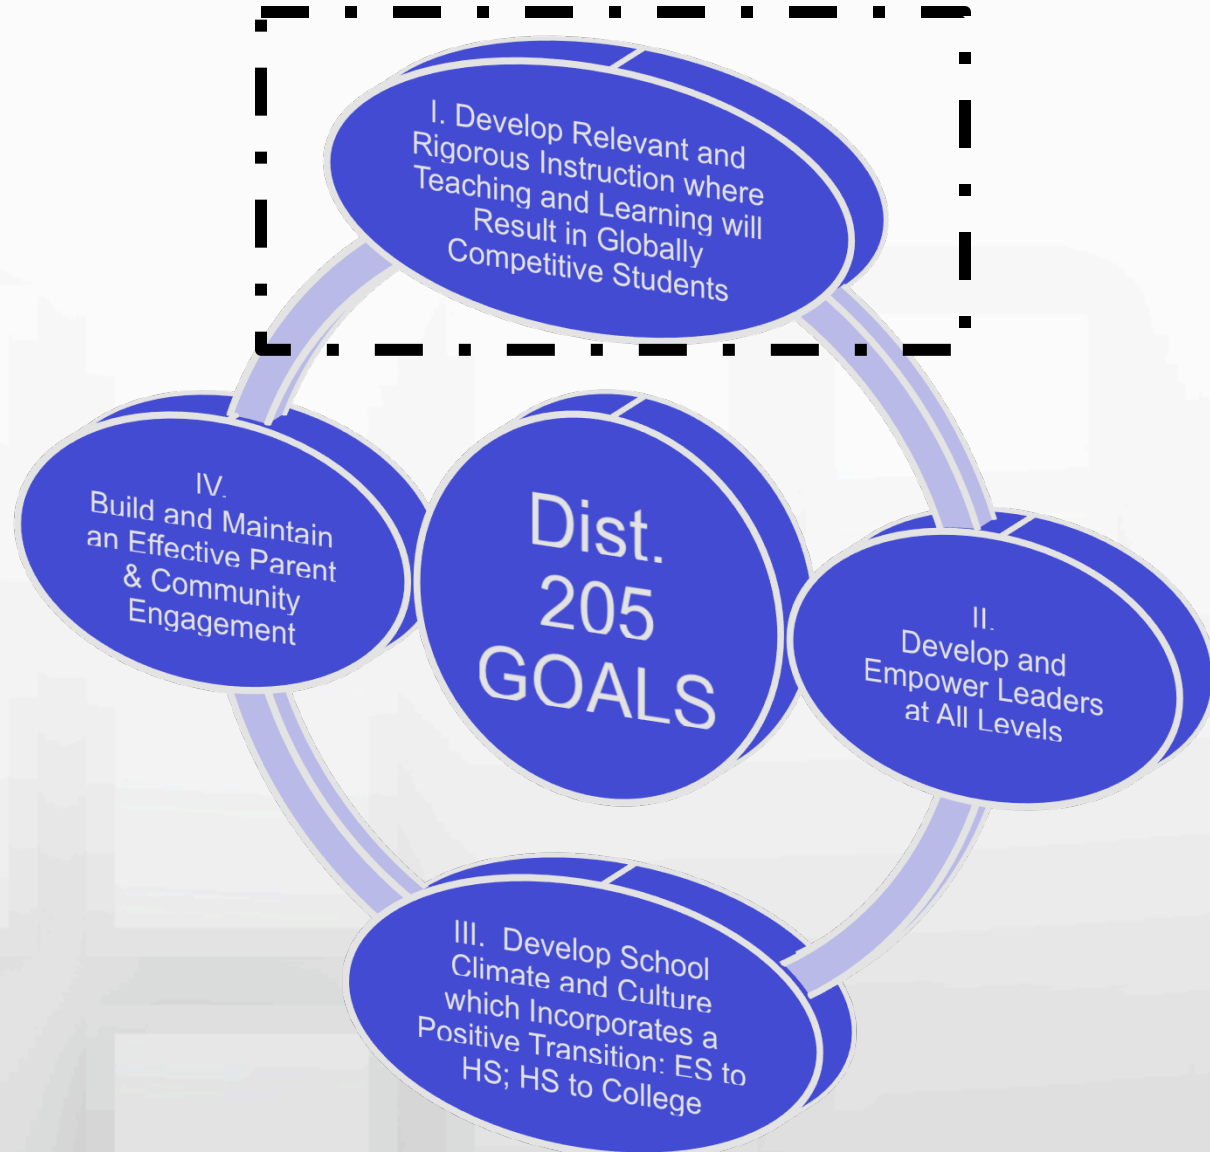 I. Develop Relevant and
Rigorous Instruction where
Teaching and Learning will
Result in Globally
Competitive Students
IV.
Build and Maintain
an Effective Parent
& Community
Engagement
Dist.
205
GOALS
II.
Develop and
Empower Leaders
at All Levels
III. Develop School
Climate and Culture
which Incorporates a
Positive Transition: ES to
HS; HS to College